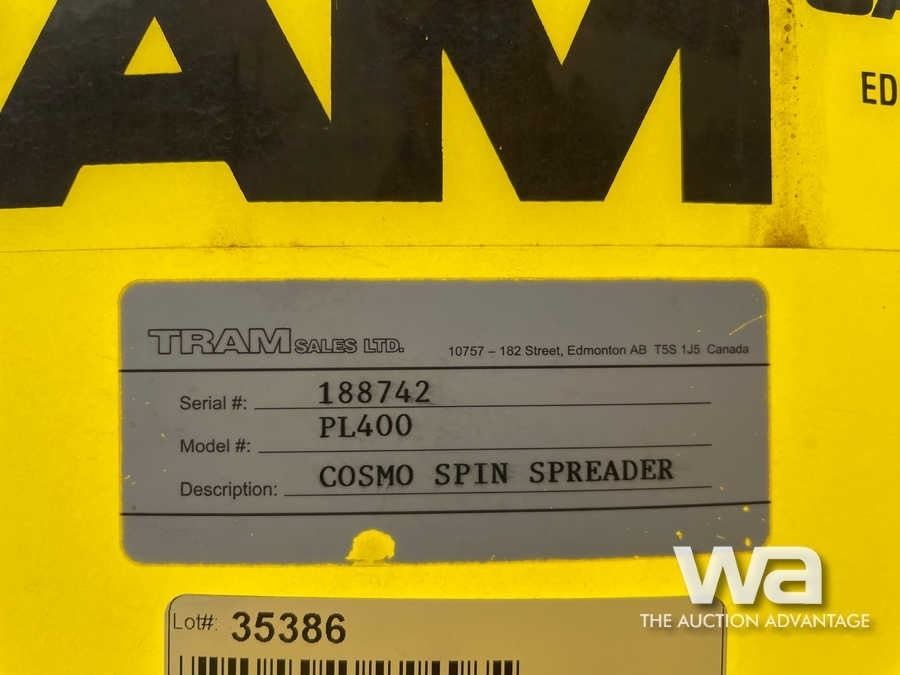 AM
ED
TRAM SALES LTD.
10757 – 182 Street, Edmonton AB T5S 1J5 Canada
Serial #: 188742
Model #: PL400
Description: COSMO SPIN SPREADER
wa
THE AUCTION ADVANTAGE
Lot#: 35386